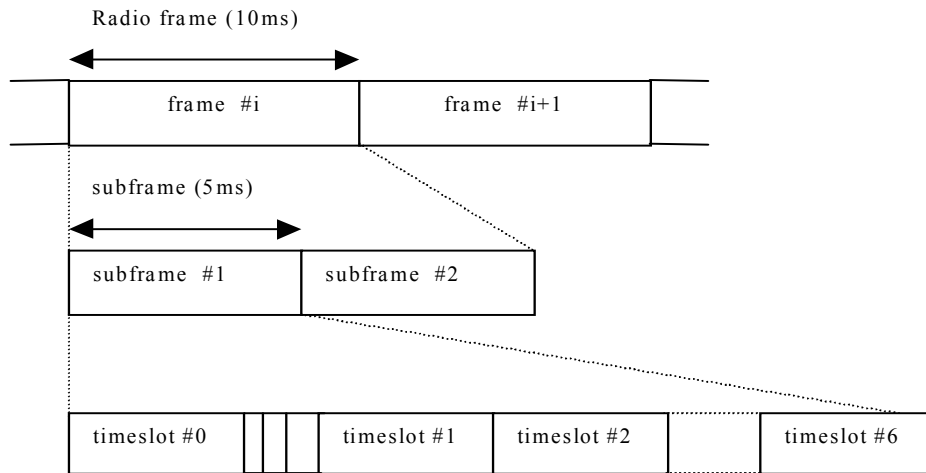 Radio frame (10ms)
frame #i
frame #i+1
subframe (5ms)
subframe #1
subframe #2
timeslot #0
timeslot #1
timeslot #2
timeslot #6